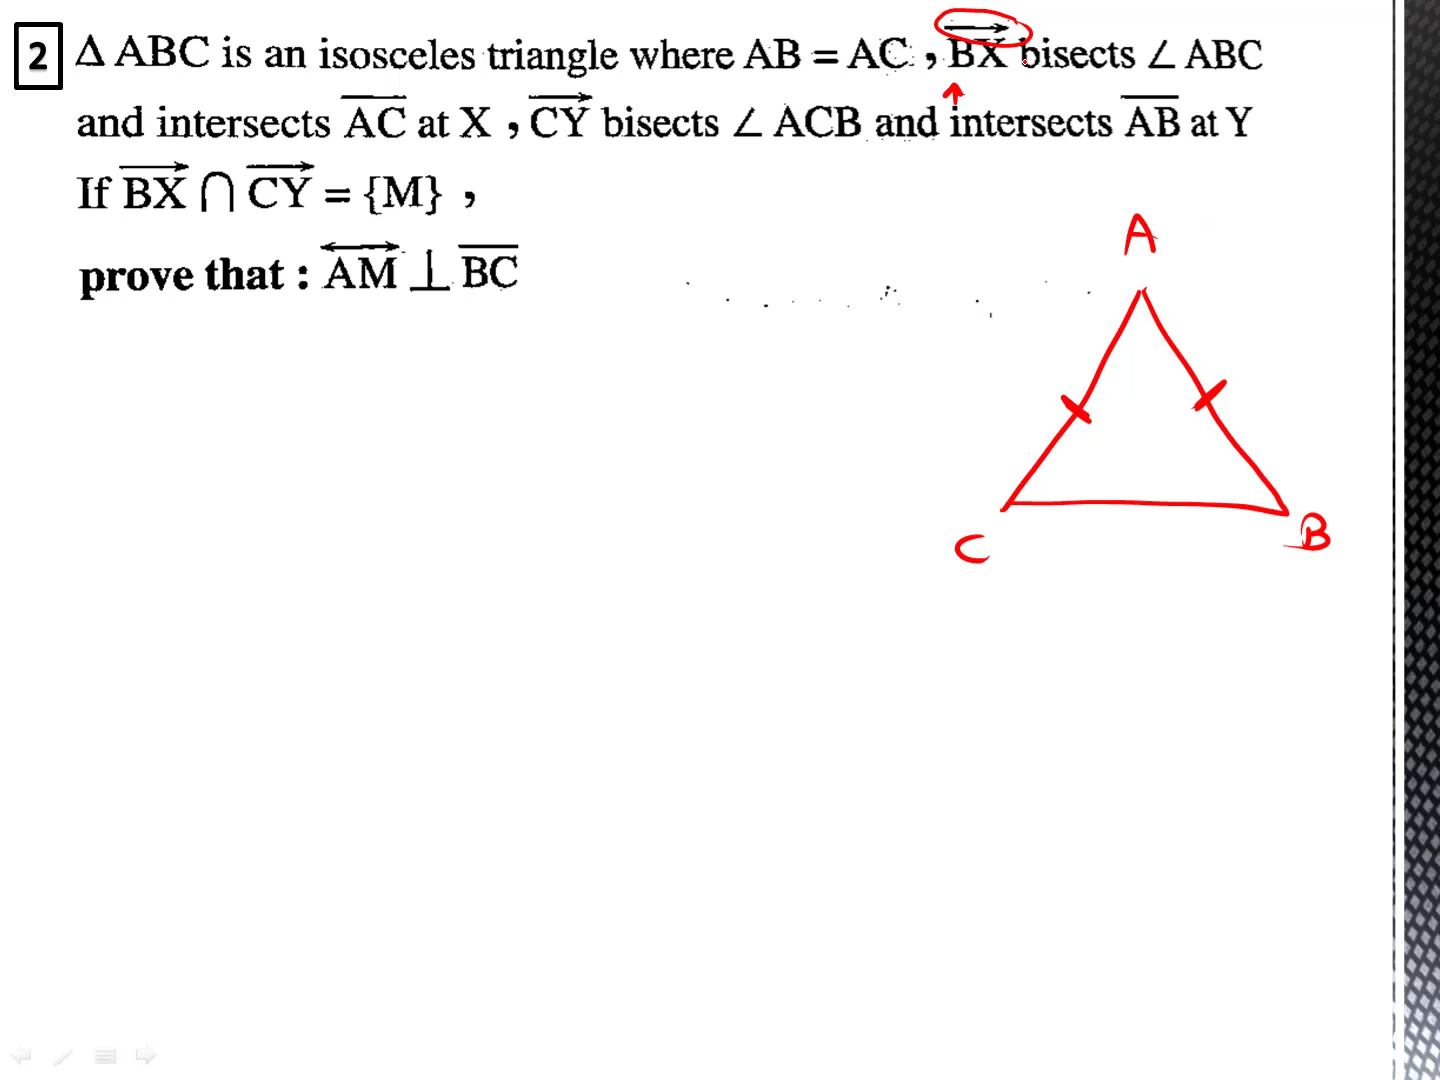 2
Δ ABC is an isosceles triangle where AB = AC , BX bisects ∠ ABC
and intersects AC at X , CY bisects ∠ ACB and intersects AB at Y
If BX ∩ CY = {M} ,
prove that : AM ⊥ BC
A
C
B